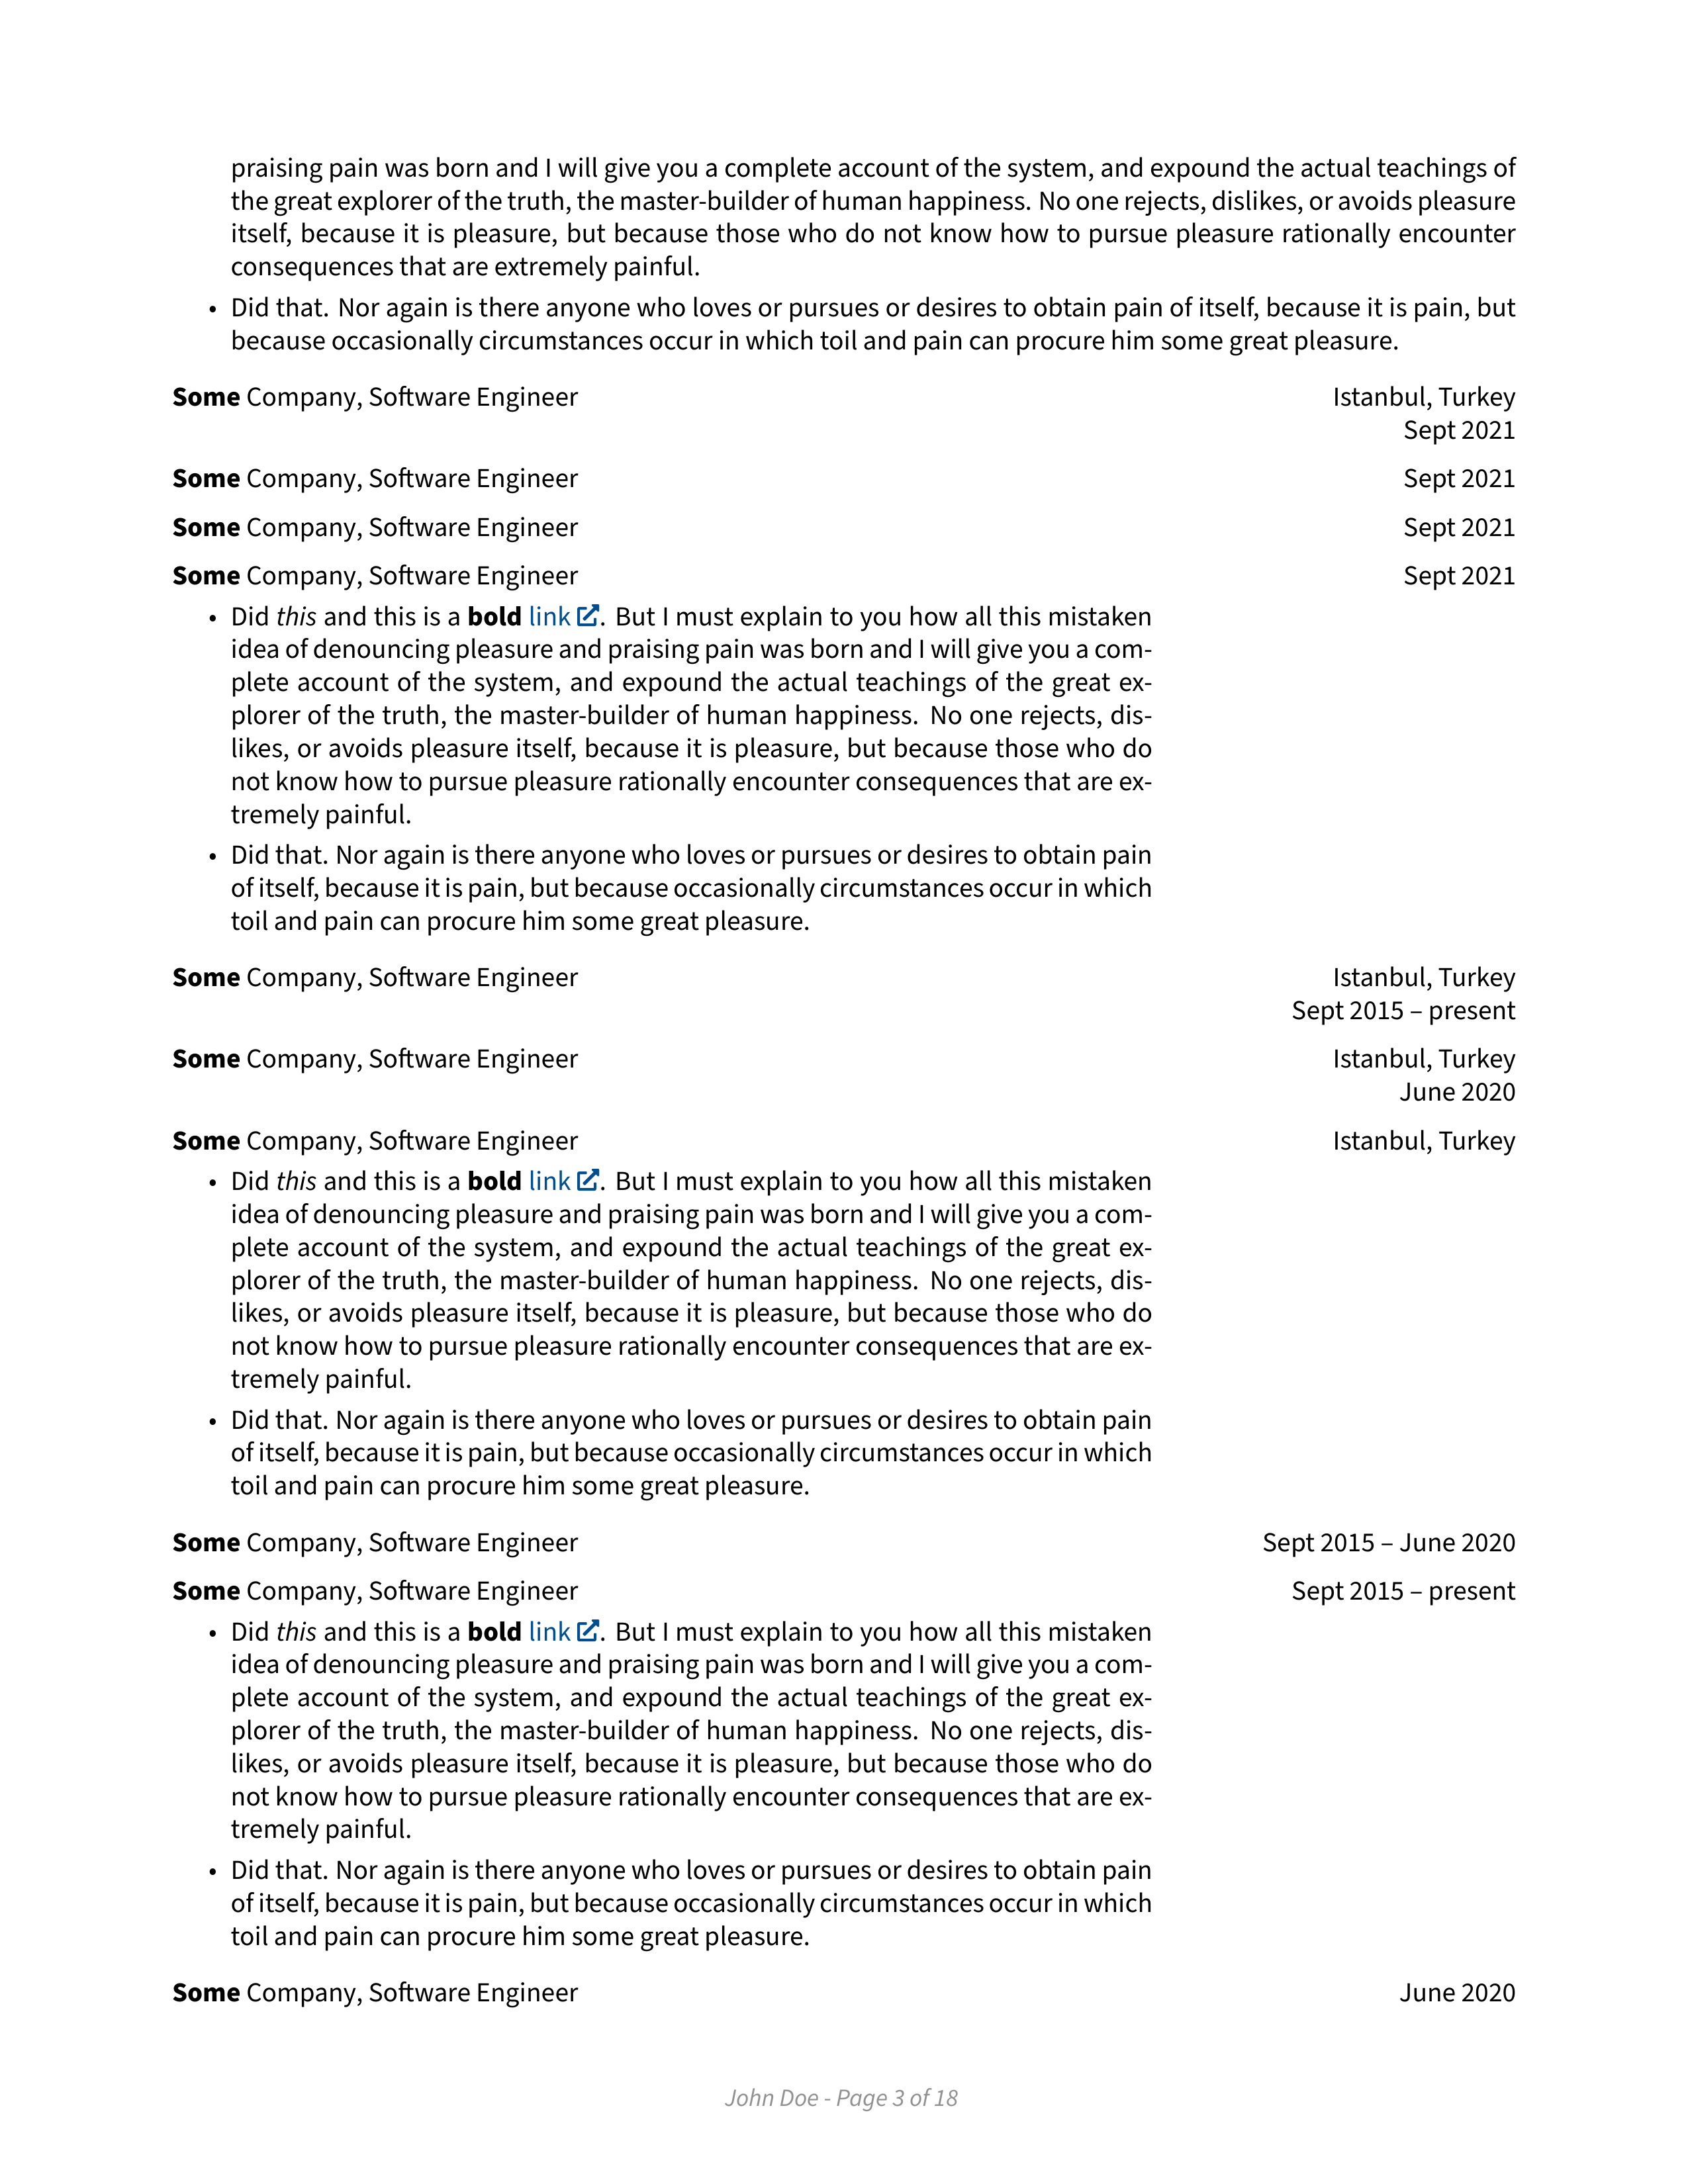 praising pain was born and I will give you a complete account of the system, and expound the actual teachings of
the great explorer of the truth, the master-builder of human happiness. No one rejects, dislikes, or avoids pleasure
itself, because it is pleasure, but because those who do not know how to pursue pleasure rationally encounter
consequences that are extremely painful.
• Did that. Nor again is there anyone who loves or pursues or desires to obtain pain of itself, because it is pain, but
because occasionally circumstances occur in which toil and pain can procure him some great pleasure.
Some Company, Software Engineer Istanbul, Turkey
Sept 2021
Some Company, Software Engineer Sept 2021
Some Company, Software Engineer Sept 2021
Some Company, Software Engineer Sept 2021
• Did this and this is a bold link. But I must explain to you how all this mistaken
idea of denouncing pleasure and praising pain was born and I will give you a com-
plete account of the system, and expound the actual teachings of the great ex-
plorer of the truth, the master-builder of human happiness. No one rejects, dis-
likes, or avoids pleasure itself, because it is pleasure, but because those who do
not know how to pursue pleasure rationally encounter consequences that are ex-
tremely painful.
• Did that. Nor again is there anyone who loves or pursues or desires to obtain pain
of itself, because it is pain, but because occasionally circumstances occur in which
toil and pain can procure him some great pleasure.
Some Company, Software Engineer Istanbul, Turkey
Sept 2015 – present
Some Company, Software Engineer Istanbul, Turkey
June 2020
Some Company, Software Engineer Istanbul, Turkey
• Did this and this is a bold link. But I must explain to you how all this mistaken
idea of denouncing pleasure and praising pain was born and I will give you a com-
plete account of the system, and expound the actual teachings of the great ex-
plorer of the truth, the master-builder of human happiness. No one rejects, dis-
likes, or avoids pleasure itself, because it is pleasure, but because those who do
not know how to pursue pleasure rationally encounter consequences that are ex-
tremely painful.
• Did that. Nor again is there anyone who loves or pursues or desires to obtain pain
of itself, because it is pain, but because occasionally circumstances occur in which
toil and pain can procure him some great pleasure.
Some Company, Software Engineer Sept 2015 – June 2020
Some Company, Software Engineer Sept 2015 – present
• Did this and this is a bold link. But I must explain to you how all this mistaken
idea of denouncing pleasure and praising pain was born and I will give you a com-
plete account of the system, and expound the actual teachings of the great ex-
plorer of the truth, the master-builder of human happiness. No one rejects, dis-
likes, or avoids pleasure itself, because it is pleasure, but because those who do
not know how to pursue pleasure rationally encounter consequences that are ex-
tremely painful.
• Did that. Nor again is there anyone who loves or pursues or desires to obtain pain
of itself, because it is pain, but because occasionally circumstances occur in which
toil and pain can procure him some great pleasure.
Some Company, Software Engineer June 2020
John Doe - Page 3 of 18